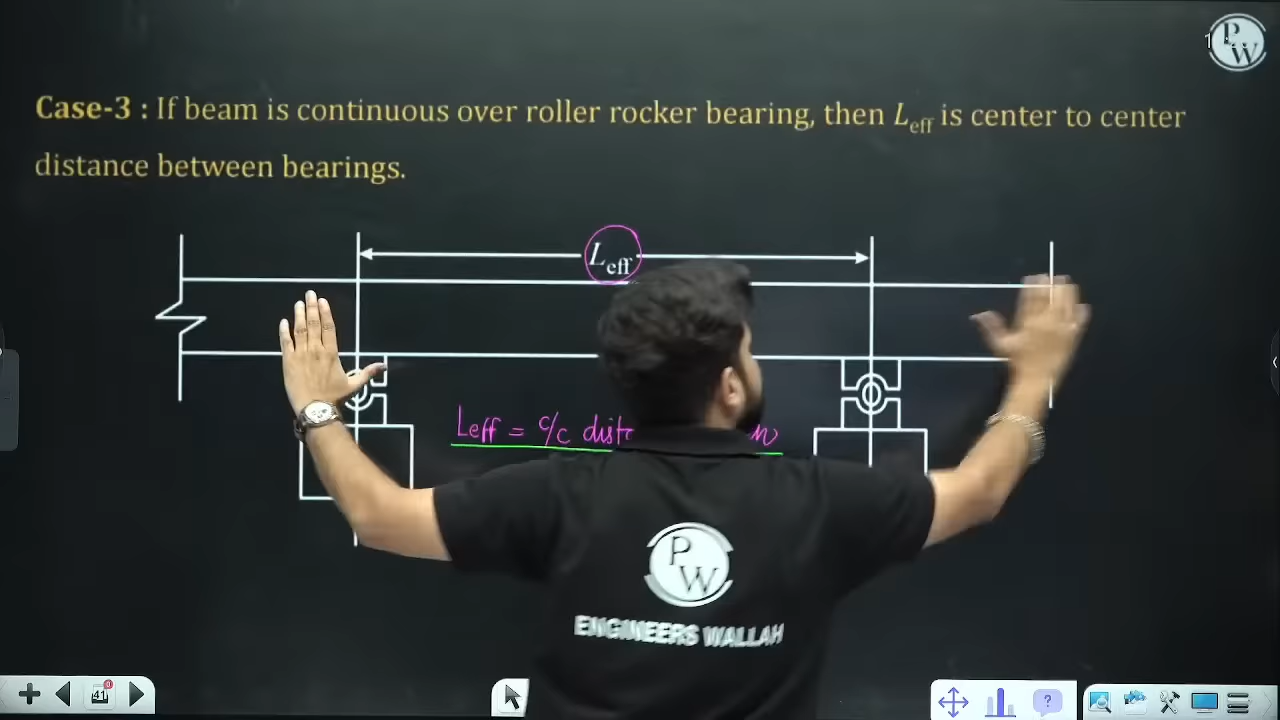 P
W
Case-3 : If beam is continuous over roller rocker bearing, then Leff is center to center
distance between bearings.
Leff
Leff = c/c
P
W
ENGINEERS WALLAH
41